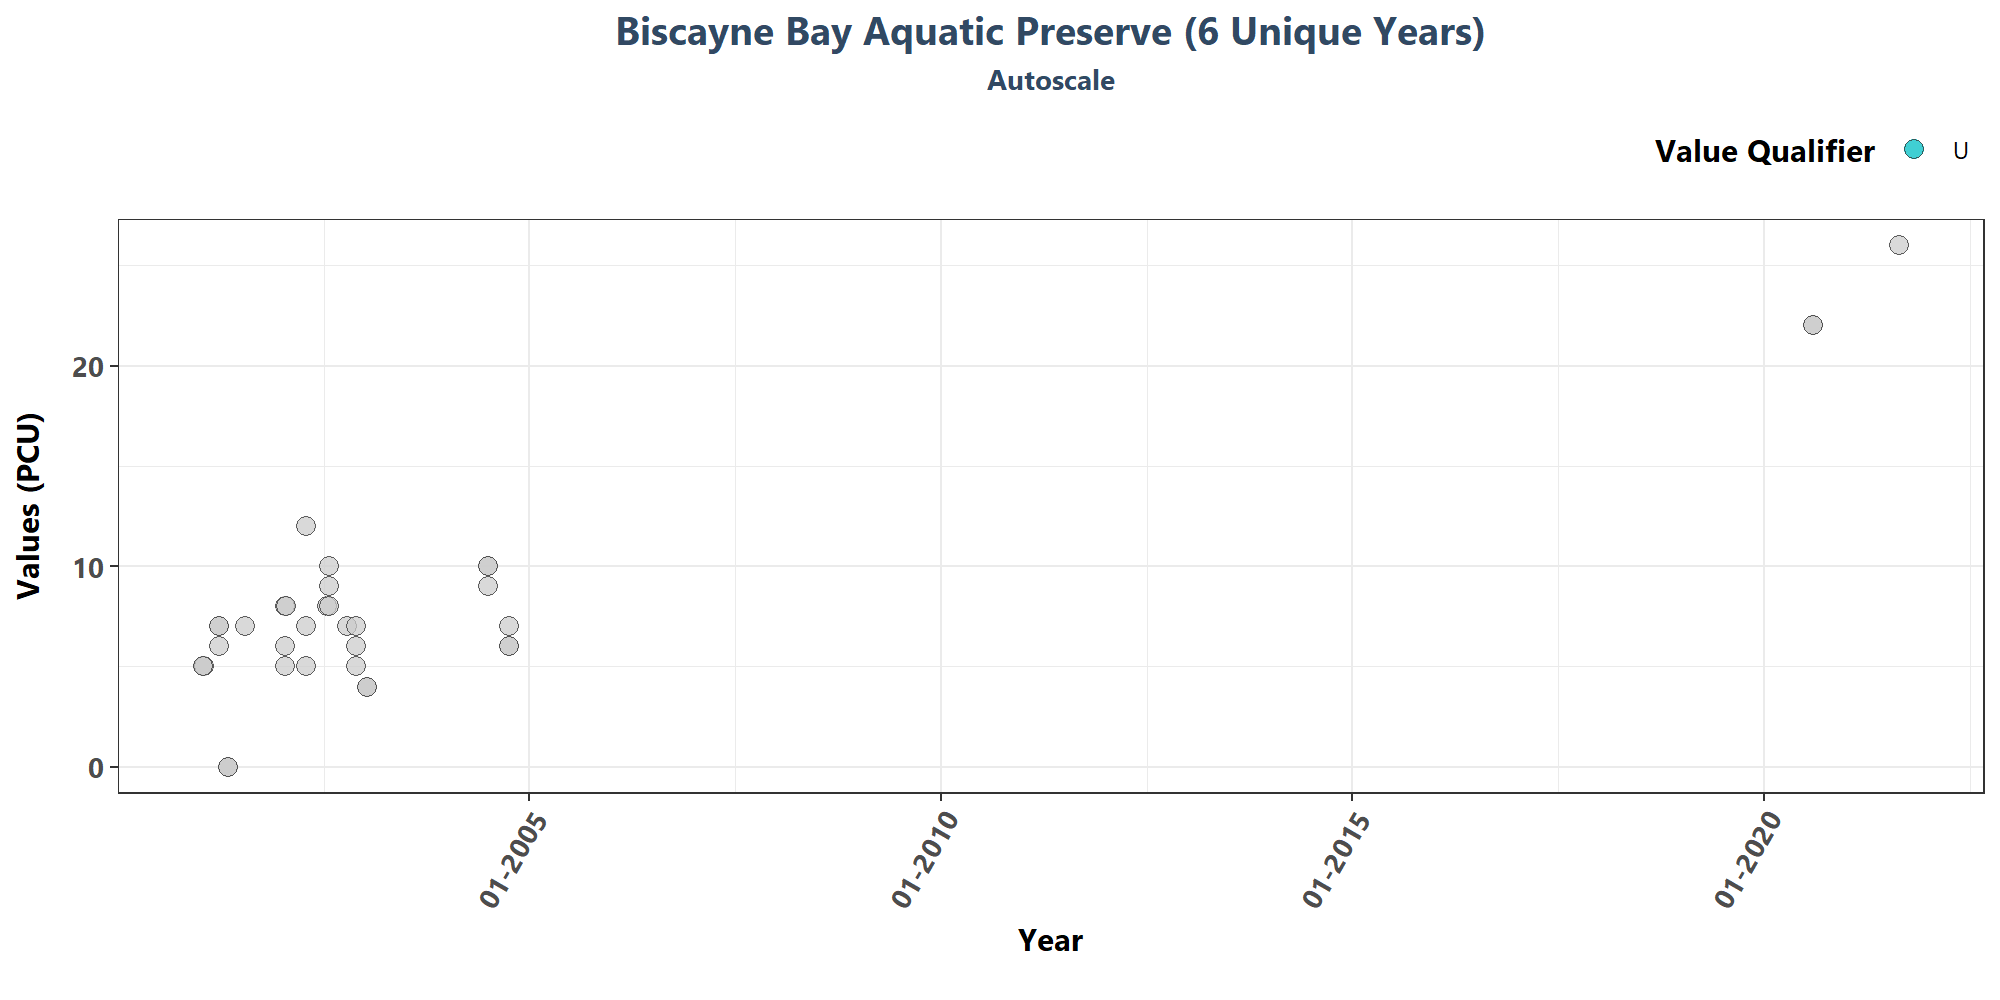 Biscayne Bay Aquatic Preserve (6 Unique Years)
Autoscale
Value Qualifier U
Values (PCU)
20
10
0
01-2005
01-2010
01-2015
01-2020
Year